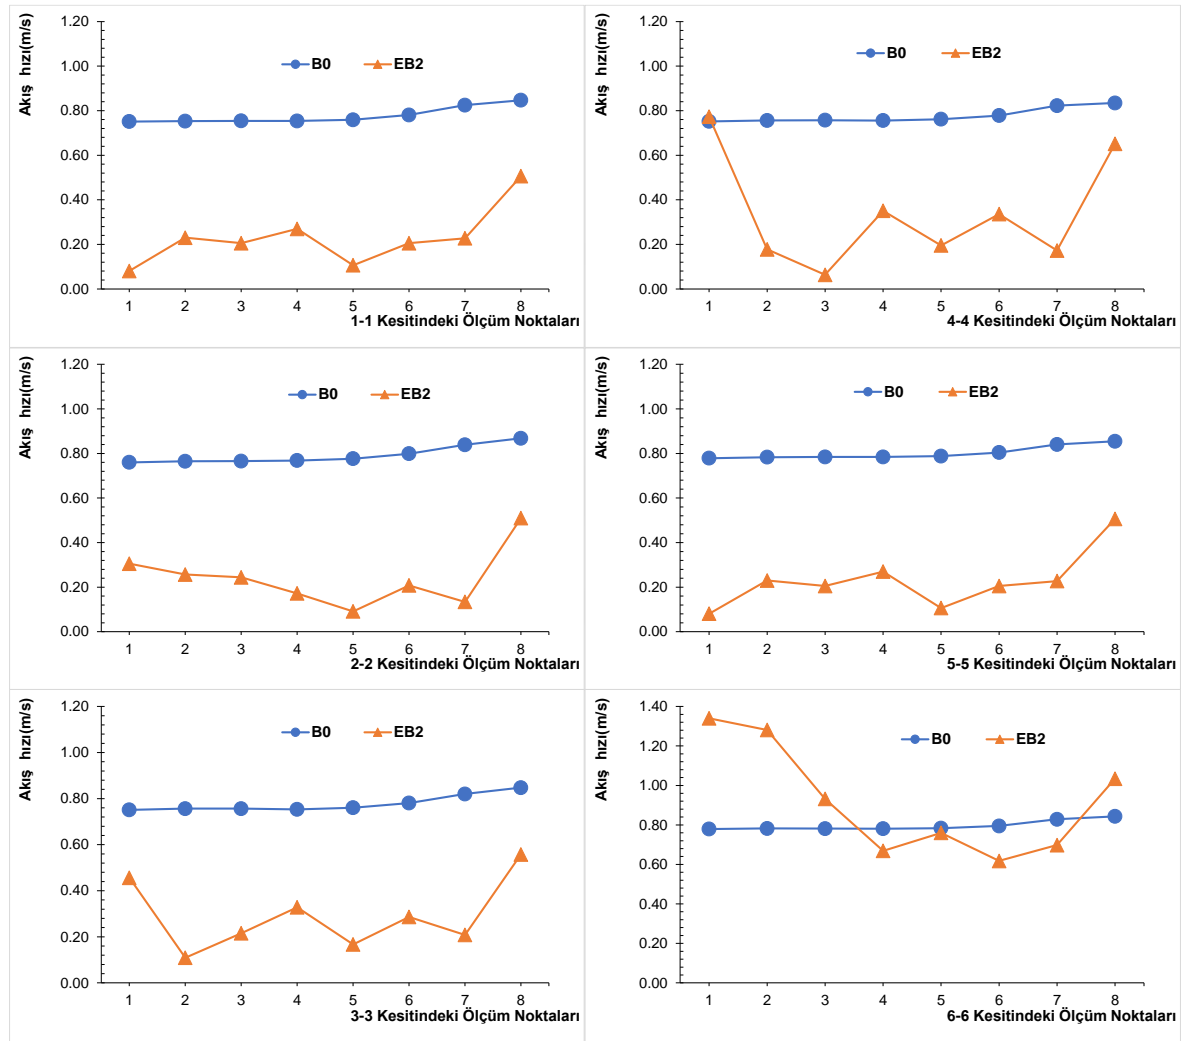 Akış hızı(m/s)
1.20
1.00
0.80
0.60
0.40
0.20
0.00
B0 EB2
1 2 3 4 5 6 7 8
1-1 Kesitindeki Ölçüm Noktaları
Akış hızı(m/s)
1.20
1.00
0.80
0.60
0.40
0.20
0.00
B0 EB2
1 2 3 4 5 6 7 8
4-4 Kesitindeki Ölçüm Noktaları
Akış hızı(m/s)
1.20
1.00
0.80
0.60
0.40
0.20
0.00
B0 EB2
1 2 3 4 5 6 7 8
2-2 Kesitindeki Ölçüm Noktaları
Akış hızı(m/s)
1.20
1.00
0.80
0.60
0.40
0.20
0.00
B0 EB2
1 2 3 4 5 6 7 8
5-5 Kesitindeki Ölçüm Noktaları
Akış hızı(m/s)
1.20
1.00
0.80
0.60
0.40
0.20
0.00
B0 EB2
1 2 3 4 5 6 7 8
3-3 Kesitindeki Ölçüm Noktaları
Akış hızı(m/s)
1.40
1.20
1.00
0.80
0.60
0.40
0.20
0.00
B0 EB2
1 2 3 4 5 6 7 8
6-6 Kesitindeki Ölçüm Noktaları